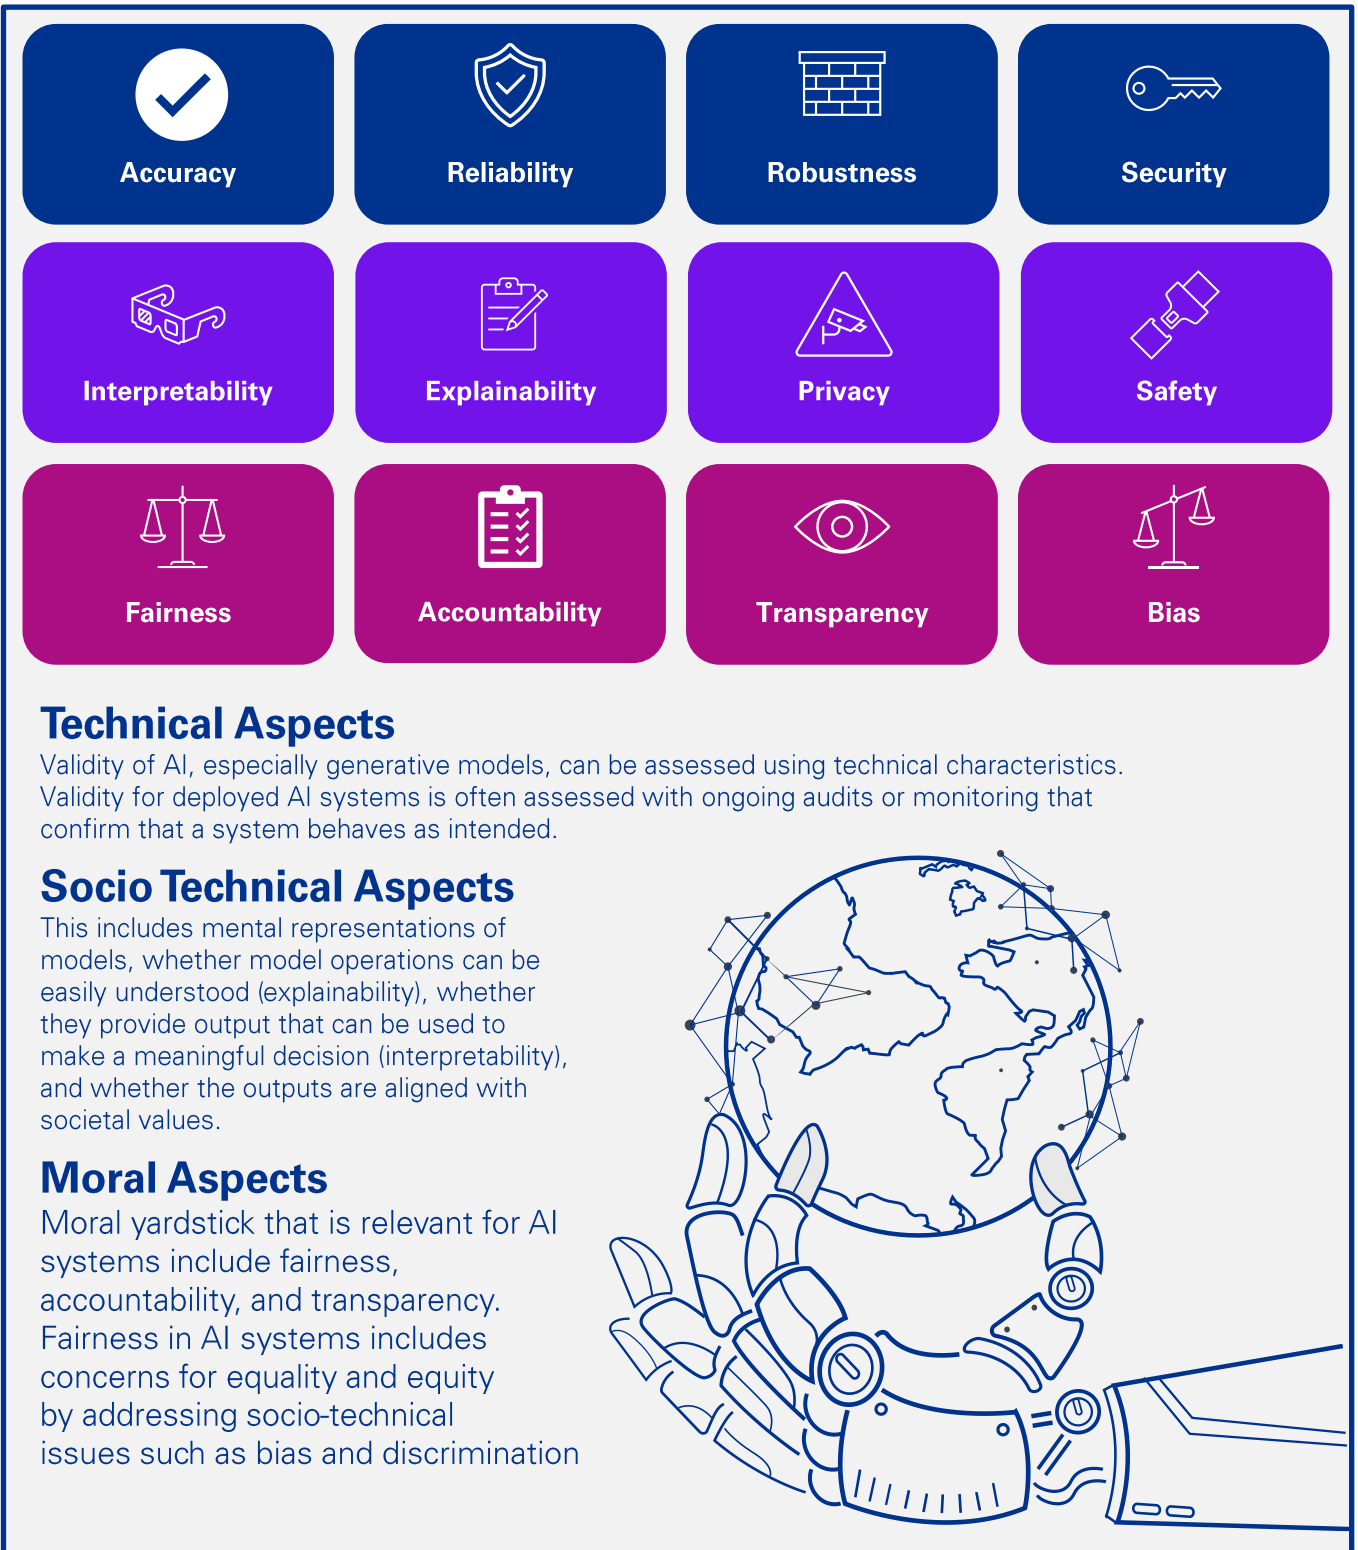 Accuracy
Reliability
Robustness
Security
Interpretability
Explainability
Privacy
Safety
Fairness
Accountability
Transparency
Bias
Technical Aspects
Validity of AI, especially generative models, can be assessed using technical characteristics.
Validity for deployed AI systems is often assessed with ongoing audits or monitoring that
confirm that a system behaves as intended.
Socio Technical Aspects
This includes mental representations of
models, whether model operations can be
easily understood (explainability), whether
they provide output that can be used to
make a meaningful decision (interpretability),
and whether the outputs are aligned with
societal values.
Moral Aspects
Moral yardstick that is relevant for AI
systems include fairness,
accountability, and transparency.
Fairness in AI systems includes
concerns for equality and equity
by addressing socio-technical
issues such as bias and discrimination